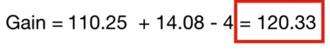 Gain = 110.25 + 14.08 - 4 = 120.33